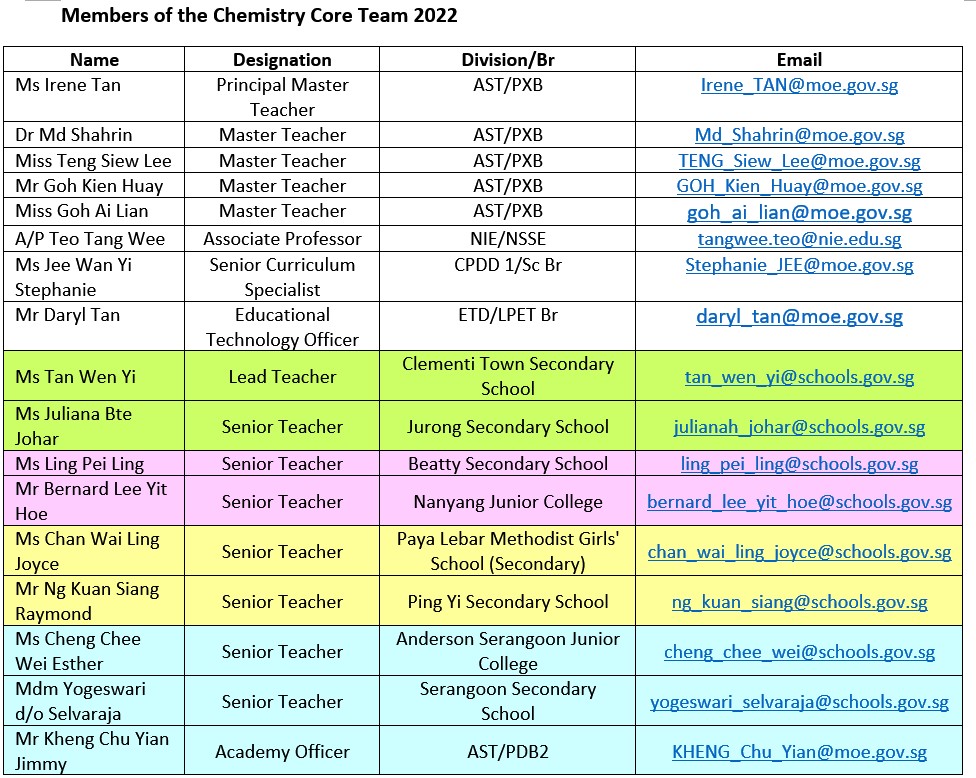 Members of the Chemistry Core Team 2022
Name Designation Division/Br Email
Ms Irene Tan Principal Master AST/PXB Irene_TAN@moe.gov.sg
Teacher
Dr Md Shahrin Master Teacher AST/PXB Md_Shahrin@moe.gov.sg
Miss Teng Siew Lee Master Teacher AST/PXB TENG_Siew_Lee@moe.gov.sg
Mr Goh Kien Huay Master Teacher AST/PXB GOH_Kien_Huay@moe.gov.sg
Miss Goh Ai Lian Master Teacher AST/PXB goh_ai_lian@moe.gov.sg
A/P Teo Tang Wee Associate Professor NIE/NSSE tangwee.teo@nie.edu.sg
Ms Jee Wan Yi Senior Curriculum CPDD 1/Sc Br Stephanie_JEE@moe.gov.sg
Stephanie Specialist
Mr Daryl Tan Educational ETD/LPET Br daryl_tan@moe.gov.sg
Technology Officer
Ms Tan Wen Yi Lead Teacher Clementi Town Secondary tan_wen_yi@schools.gov.sg
School
Ms Juliana Bte Senior Teacher Jurong Secondary School julianah_johar@schools.gov.sg
Johar
Ms Ling Pei Ling Senior Teacher Beatty Secondary School ling_pei_ling@schools.gov.sg
Mr Bernard Lee Yit Senior Teacher Nanyang Junior College bernard_lee_yit_hoe@schools.gov.sg
Hoe
Ms Chan Wai Ling Senior Teacher Paya Lebar Methodist Girls' chan_wai_ling_joyce@schools.gov.sg
Joyce School (Secondary)
Mr Ng Kuan Siang Senior Teacher Ping Yi Secondary School ng_kuan_siang@schools.gov.sg
Raymond
Ms Cheng Chee Senior Teacher Anderson Serangoon Junior cheng_chee_wei@schools.gov.sg
Wei Esther College
Mdm Yogeswari Senior Teacher Serangoon Secondary yogeswari_selvaraja@schools.gov.sg
d/o Selvaraja School
Mr Kheng Chu Yian Academy Officer AST/PDB2 KHENG_Chu_Yian@moe.gov.sg
Jimmy